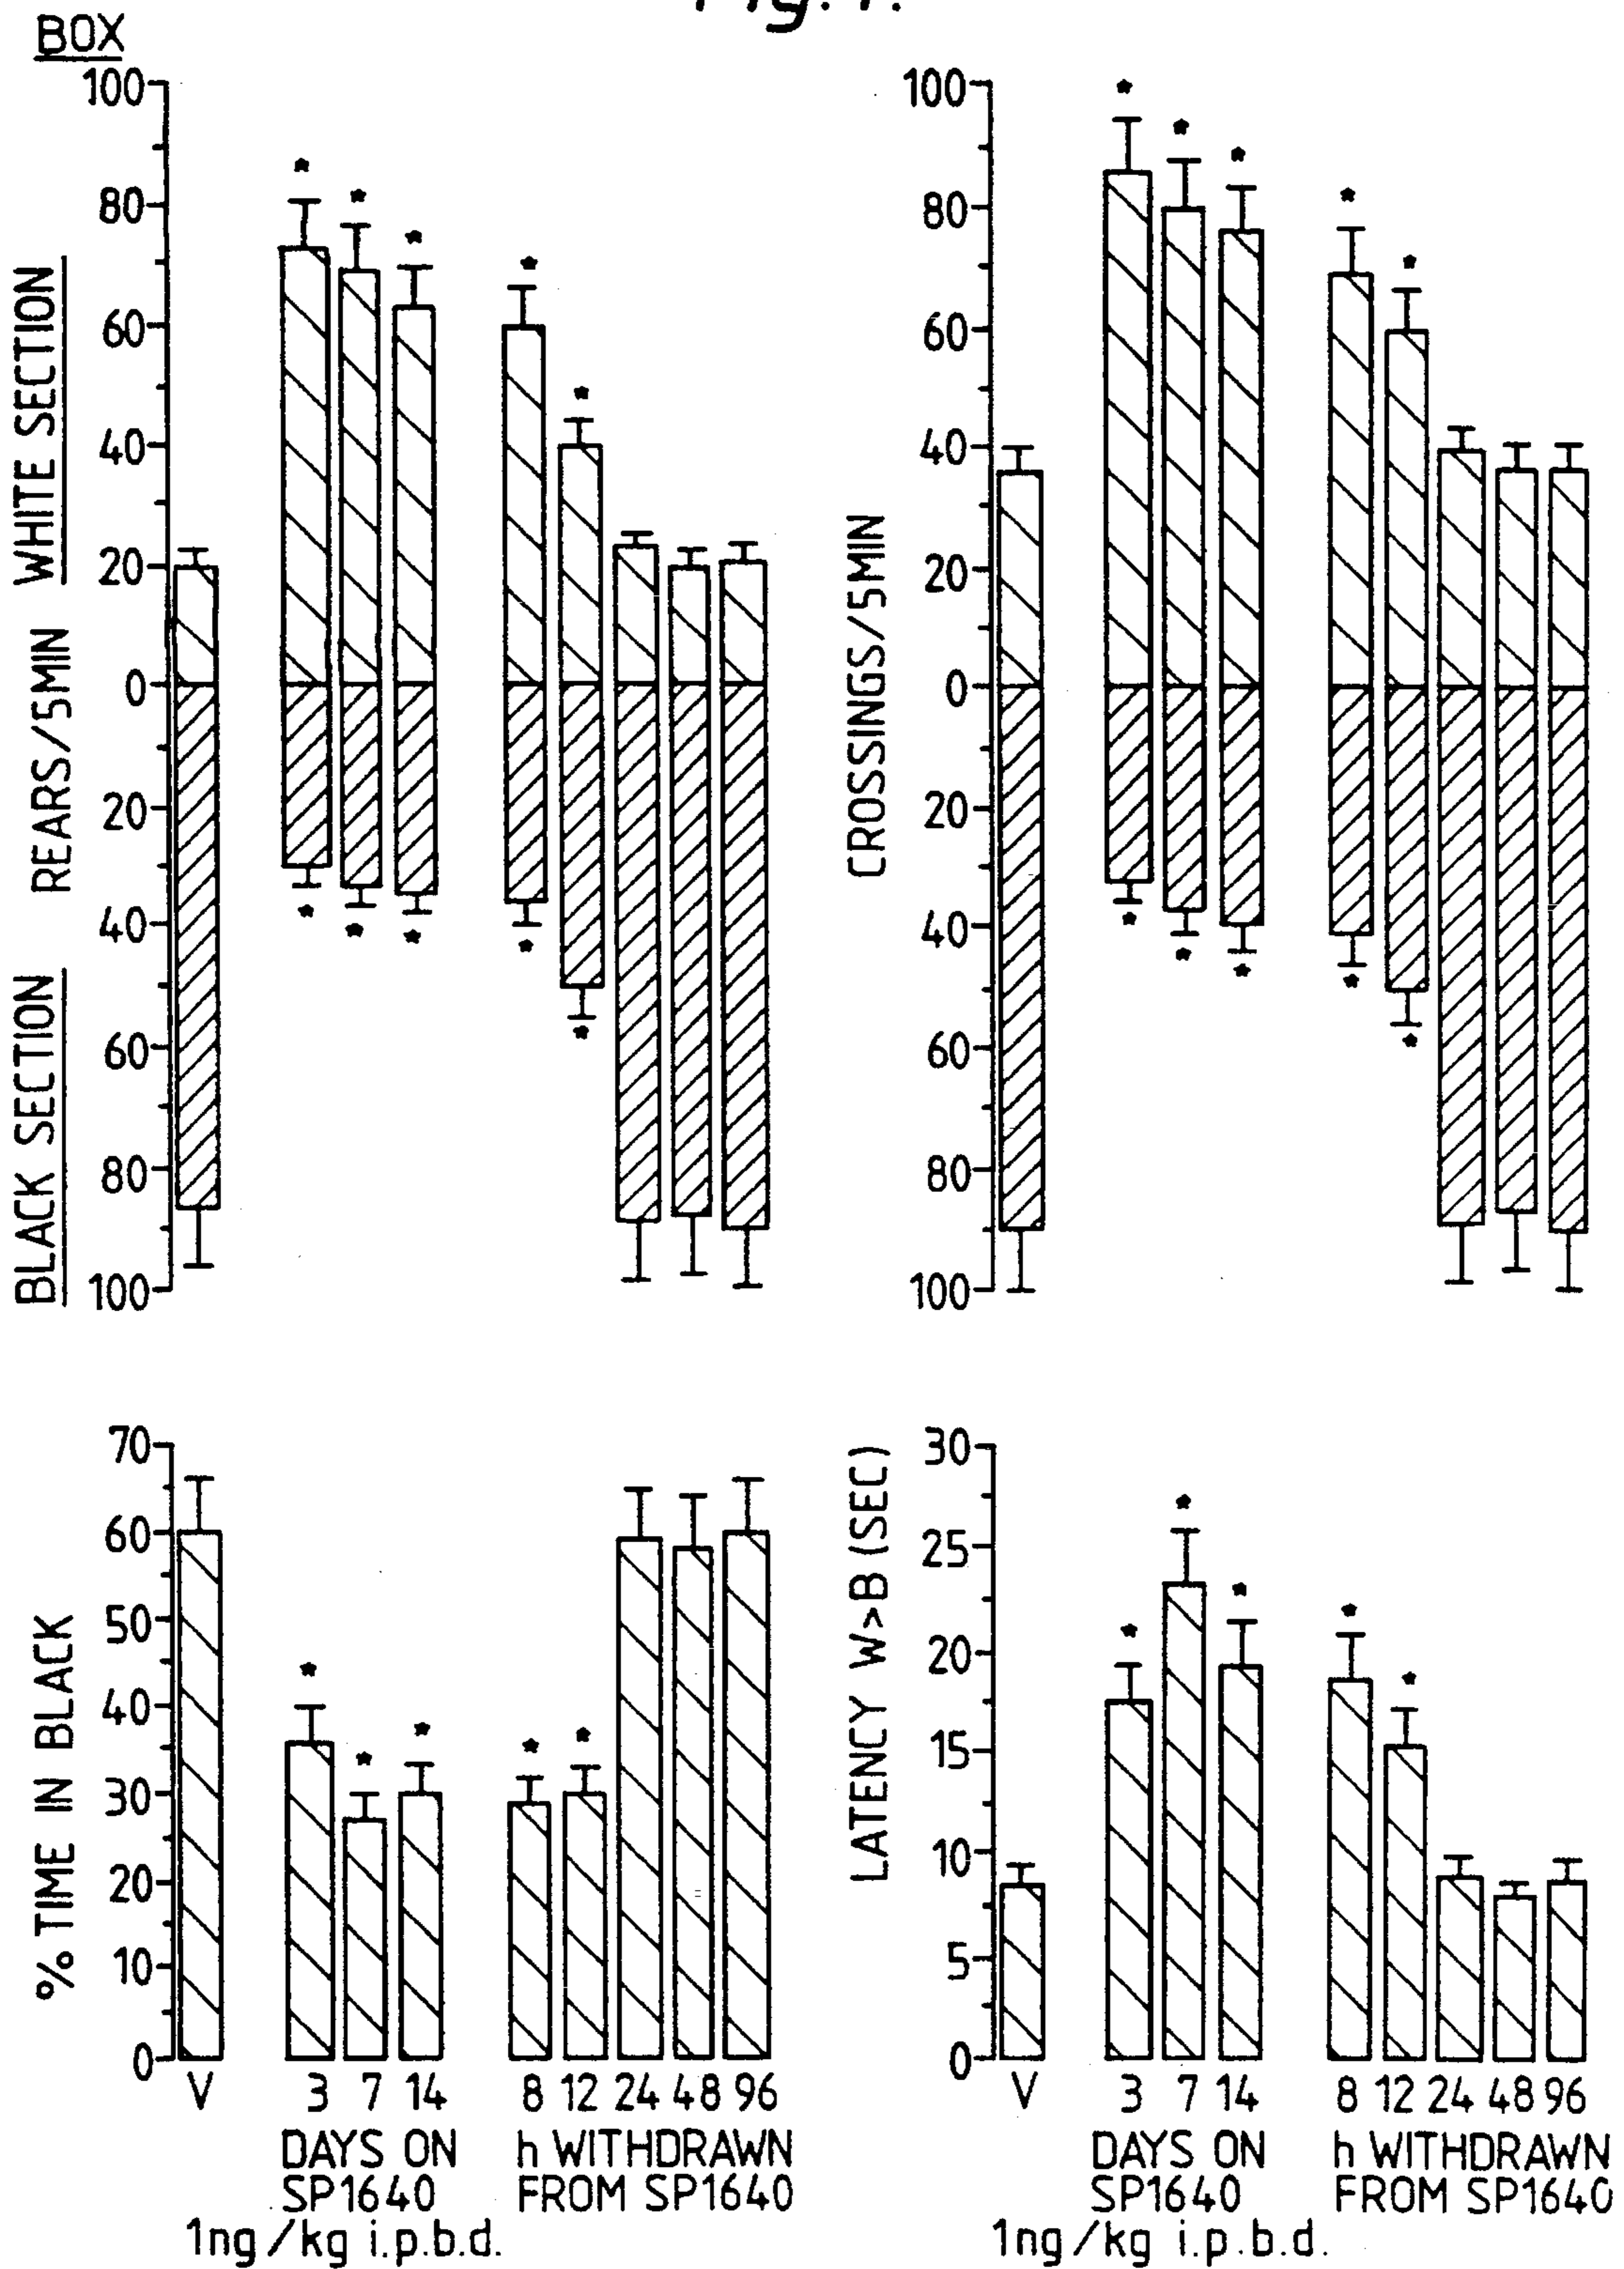 Fig. 1.
BOX
100
80
60
40
20
0
20
40
60
80
100
WHITE SECTION
REARS/5MIN
BLACK SECTION
* * * * *
* * * * *
100
80
60
40
20
0
20
40
60
80
100
CROSSINGS/5MIN
* * * * *
* * * * *
70
60
50
40
30
20
10
0
% TIME IN BLACK
* * * * *
V 3 7 14 8 12 24 48 96
DAYS ON h WITHDRAWN
SP1640 FROM SP1640
1ng/kg i.p.b.d.
30
25
20
15
10
5
0
LATENCY W>B (SEC)
* * * * *
V 3 7 14 8 12 24 48 96
DAYS ON h WITHDRAWN
SP1640 FROM SP1640
1ng/kg i.p.b.d.